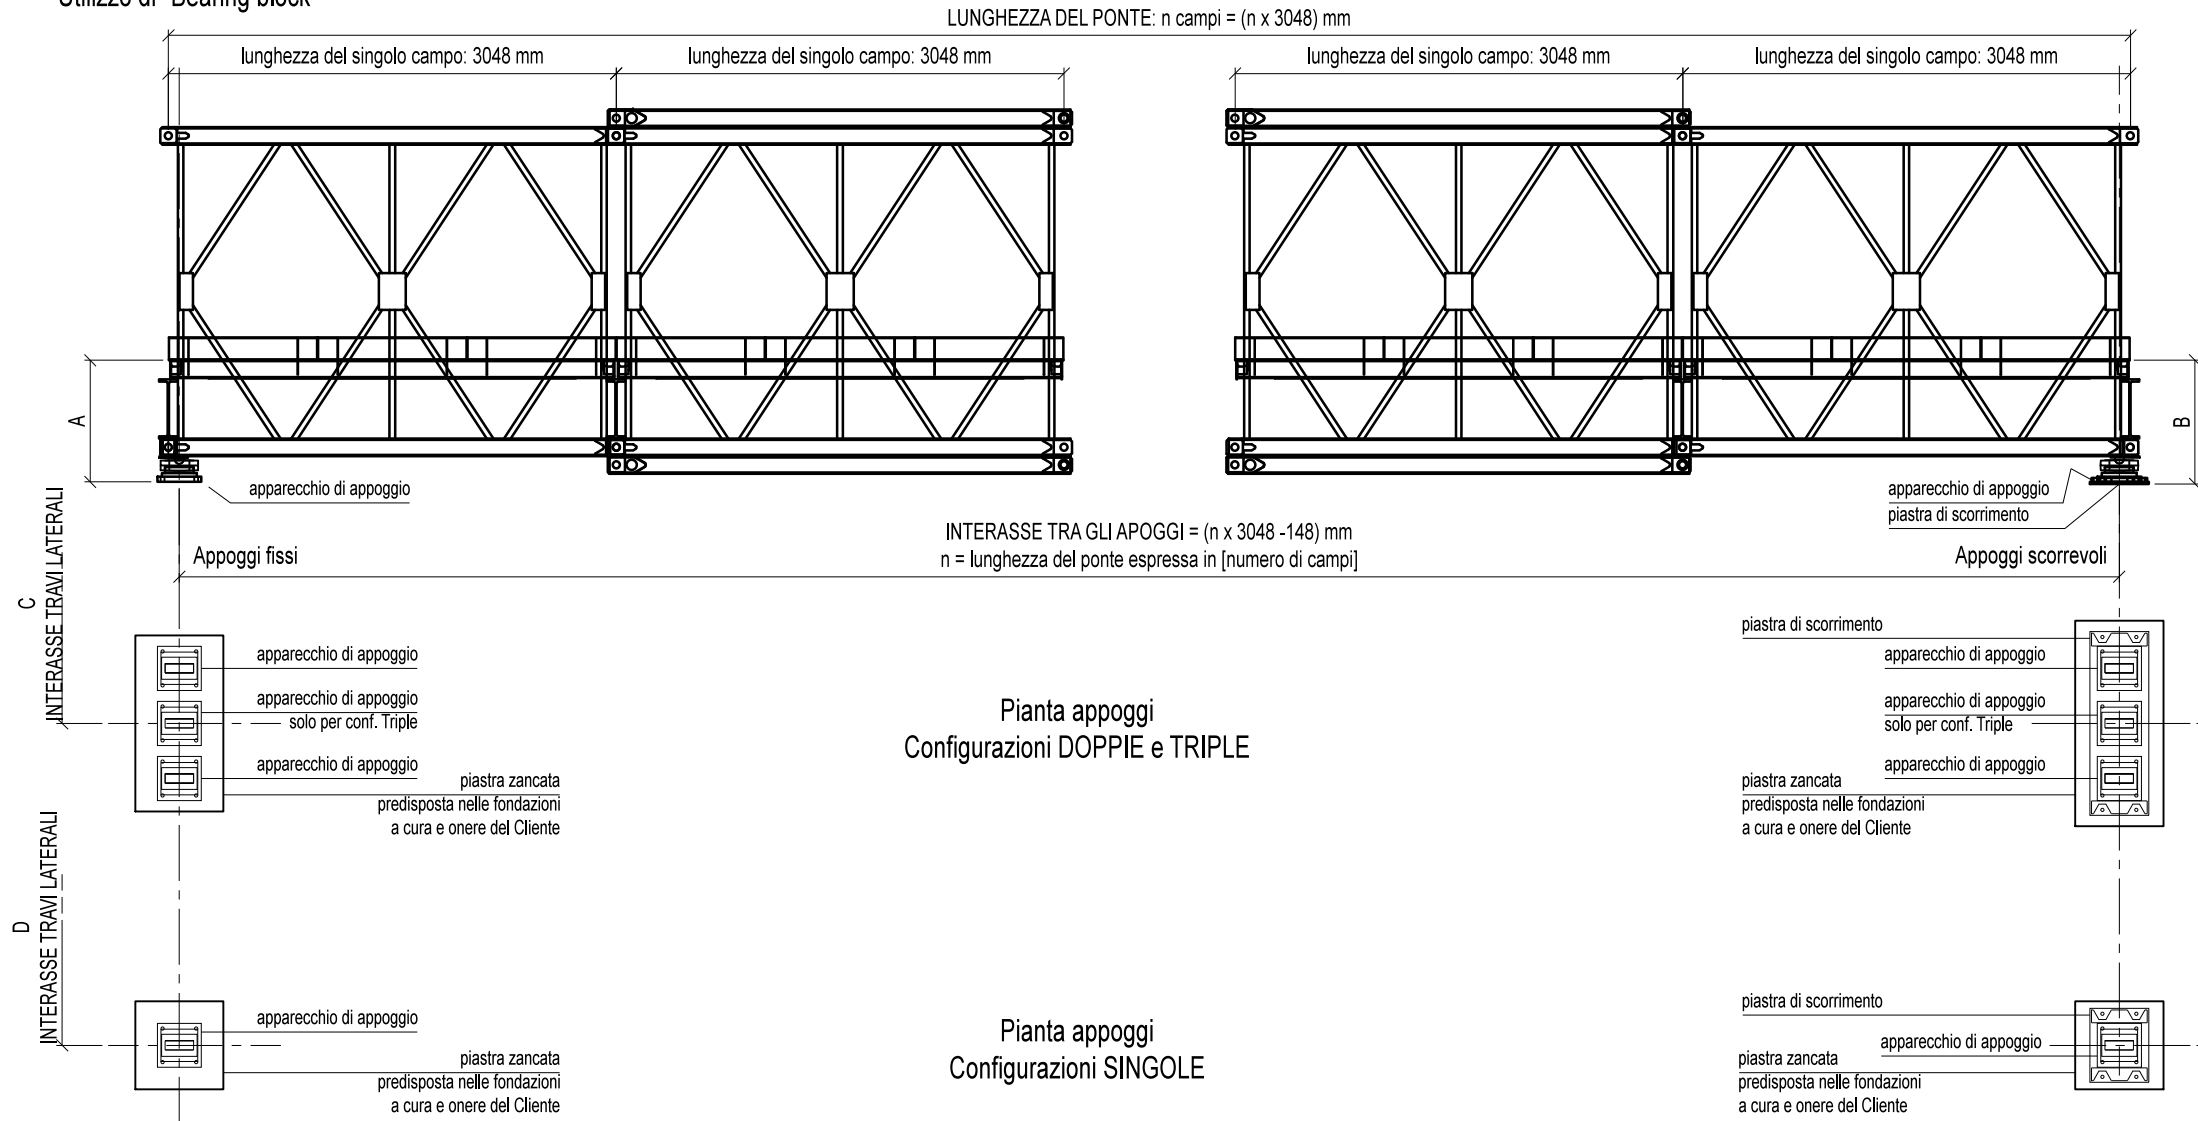 Utilizzo di "Bearing block"
LUNGHEZZA DEL PONTE: n campi = (n x 3048) mm
lunghezza del singolo campo: 3048 mm
lunghezza del singolo campo: 3048 mm
lunghezza del singolo campo: 3048 mm
lunghezza del singolo campo: 3048 mm
A
B
apparecchio di appoggio
apparecchio di appoggio
piastra di scorrimento
INTERASSE TRA GLI APOGGI = (n x 3048 -148) mm
n = lunghezza del ponte espressa in [numero di campi]
Appoggi fissi
Appoggi scorrevoli
C
INTERASSE TRAVI LATERALI
apparecchio di appoggio
apparecchio di appoggio
solo per conf. Triple
apparecchio di appoggio
piastra zancata
predisposta nelle fondazioni
a cura e onere del Cliente
Pianta appoggi
Configurazioni DOPPIE e TRIPLE
piastra di scorrimento
apparecchio di appoggio
apparecchio di appoggio
solo per conf. Triple
apparecchio di appoggio
piastra zancata
predisposta nelle fondazioni
a cura e onere del Cliente
D
INTERASSE TRAVI LATERALI
apparecchio di appoggio
piastra zancata
predisposta nelle fondazioni
a cura e onere del Cliente
Pianta appoggi
Configurazioni SINGOLE
piastra di scorrimento
apparecchio di appoggio
piastra zancata
predisposta nelle fondazioni
a cura e onere del Cliente